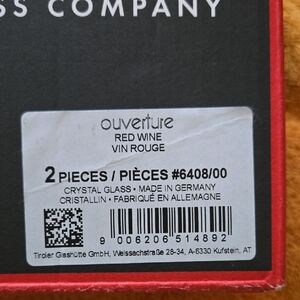 SS COMPANY
ouverture
RED WINE
VIN ROUGE
2 PIECES / PIÈCES #6408/00
CRYSTAL GLASS • MADE IN GERMANY
CRISTALLIN • FABRIQUÉ EN ALLEMAGNE
9 006206 514892
Tiroler Glashütte GmbH, Weissachstraße 28-34, A-6330 Kufstein, AT